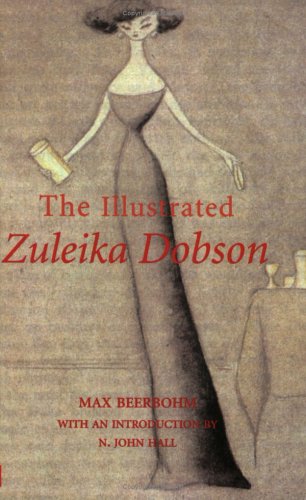 The Illustrated
Zuleika Dobson
MAX BEERBOHM
WITH AN INTRODUCTION BY
N. JOHN HALL